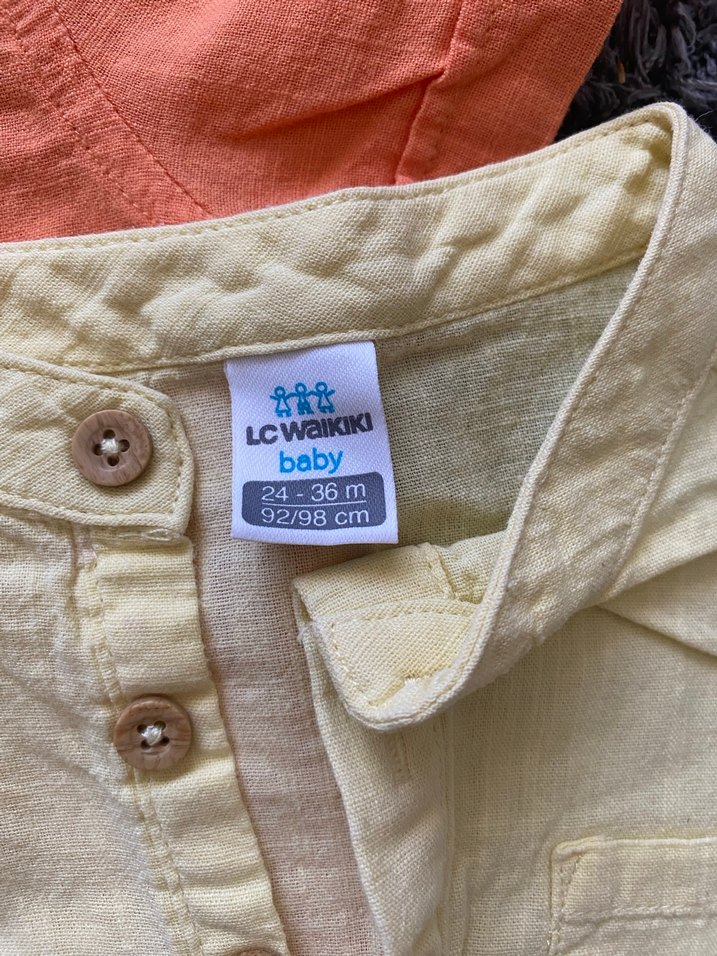 LC WaIKIKI
baby
24 - 36 m
92/98 cm